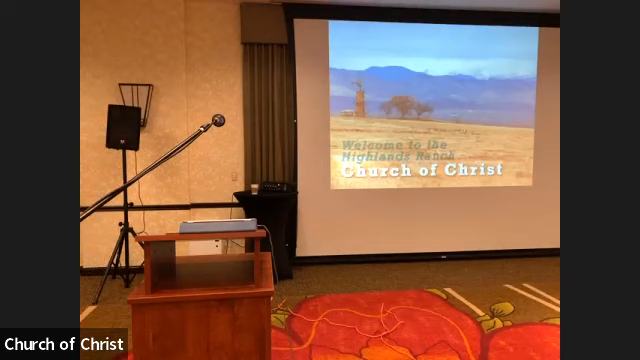 Welcome to the
Highlands Ranch
Church of Christ
Church of Christ